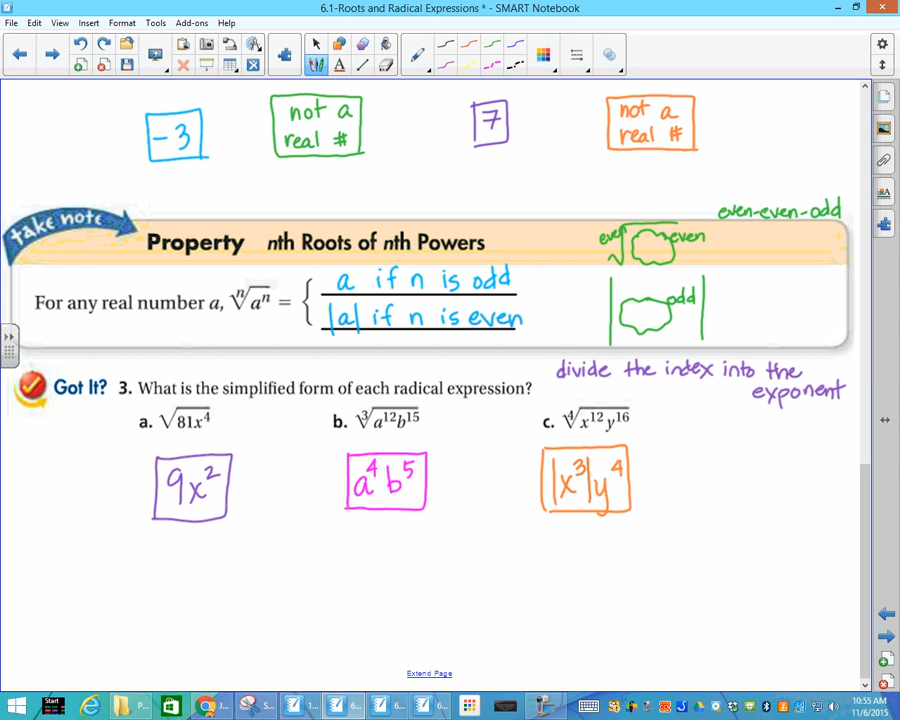 6.1-Roots and Radical Expressions * - SMART Notebook
File Edit View Insert Format Tools Add-ons Help
-3
not a
real #
7
not a
real #
take note
even-even-odd
Property nth Roots of nth Powers
even even
For any real number a, ⁿ√aⁿ = {
a if n is odd
|a| if n is even
odd
divide the index into the
exponent
Got It? 3. What is the simplified form of each radical expression?
a. √81x⁴ b. ³√a¹²b¹⁵ c. ⁴√x¹²y¹⁶
9x² a⁴b⁵ |x³|y⁴
Extend Page
Start
10:55 AM
11/6/2015